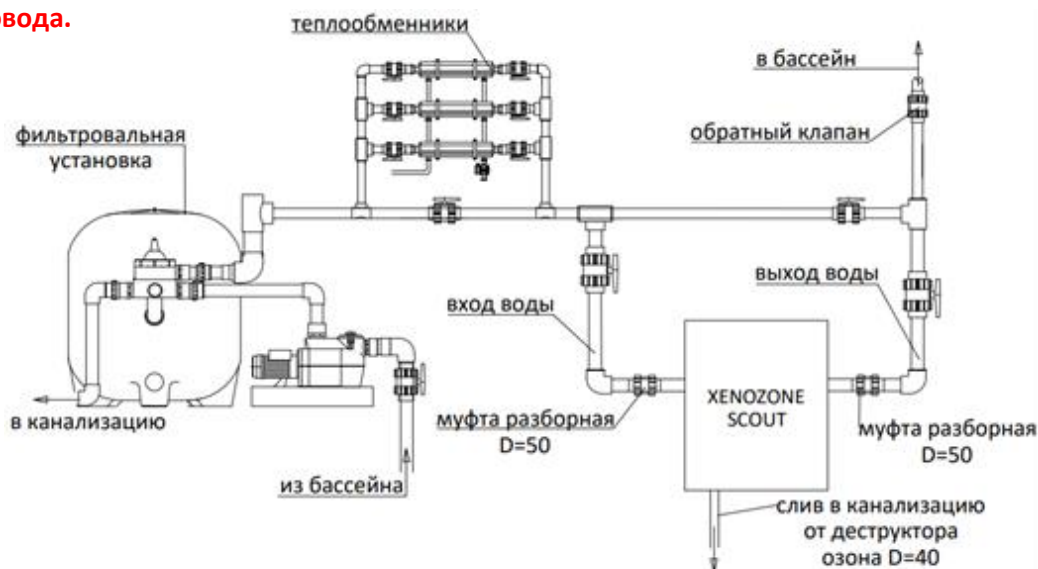 овода.
теплообменники
в бассейн
обратный клапан
фильтровальная
установка
вход воды
выход воды
XENOZONE
SCOUT
муфта разборная
D=50
муфта разборная
D=50
в канализацию
из бассейна
слив в канализацию
от деструктора
озона D=40